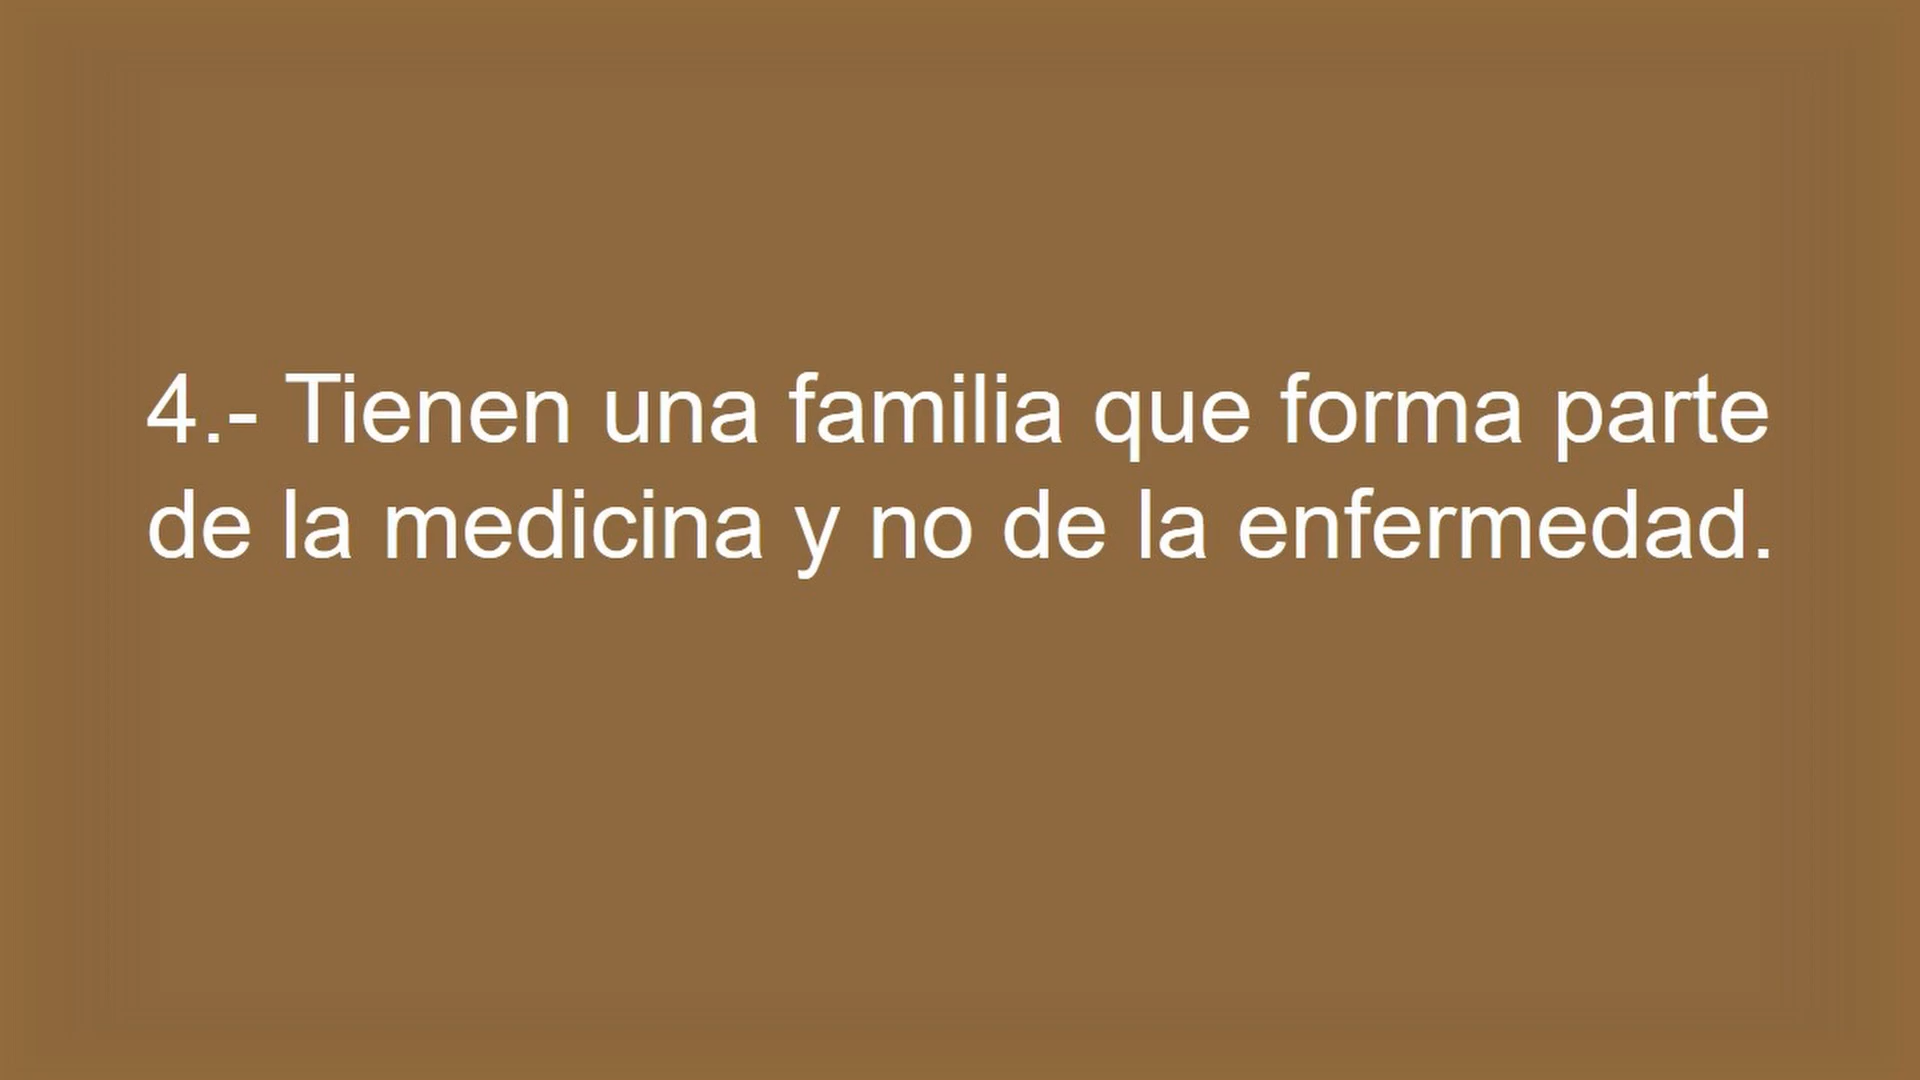 4.- Tienen una familia que forma parte
de la medicina y no de la enfermedad.